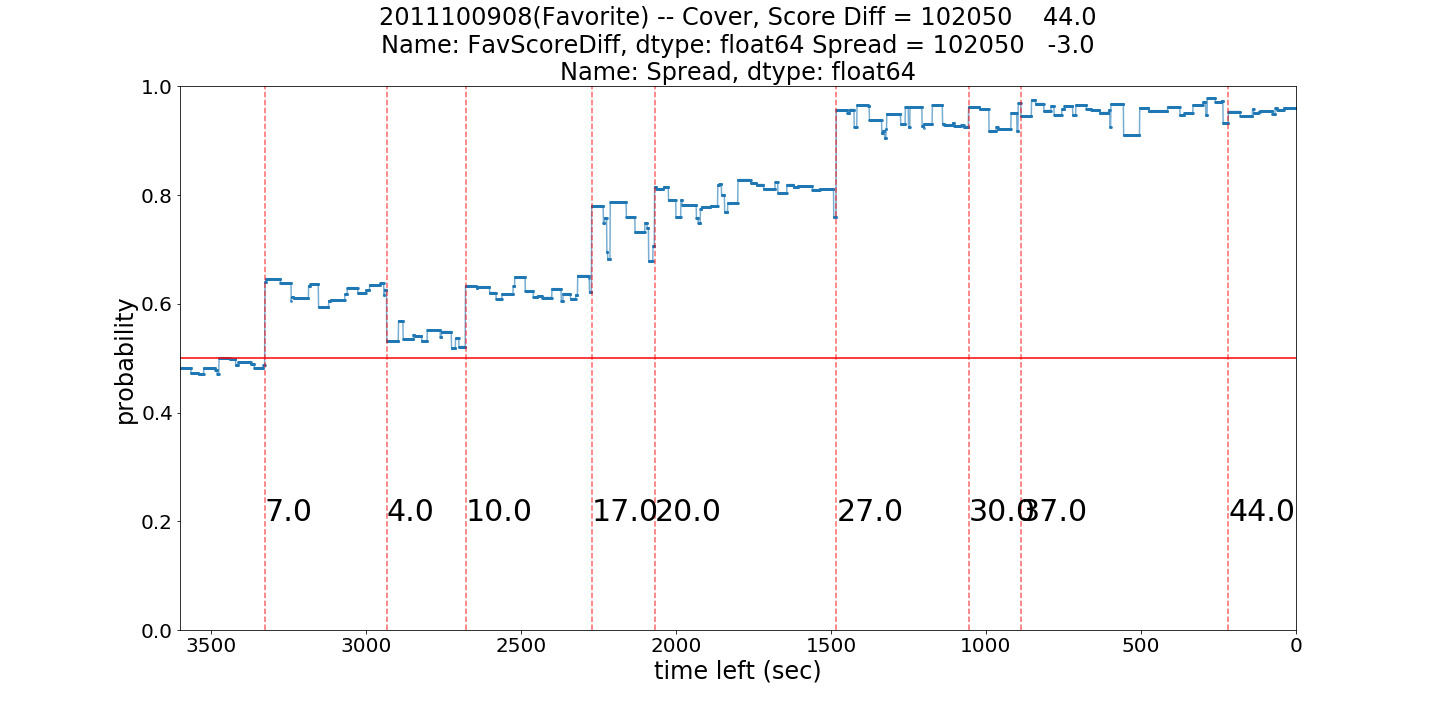 2011100908(Favorite) -- Cover, Score Diff = 102050    44.0
Name: FavScoreDiff, dtype: float64 Spread = 102050   -3.0
Name: Spread, dtype: float64
1.0
0.8
0.6
0.4
0.2
0.0
probability
7.0 4.0 10.0 17.0 20.0 27.0 30.0 37.0 44.0
3500 3000 2500 2000 1500 1000 500 0
time left (sec)